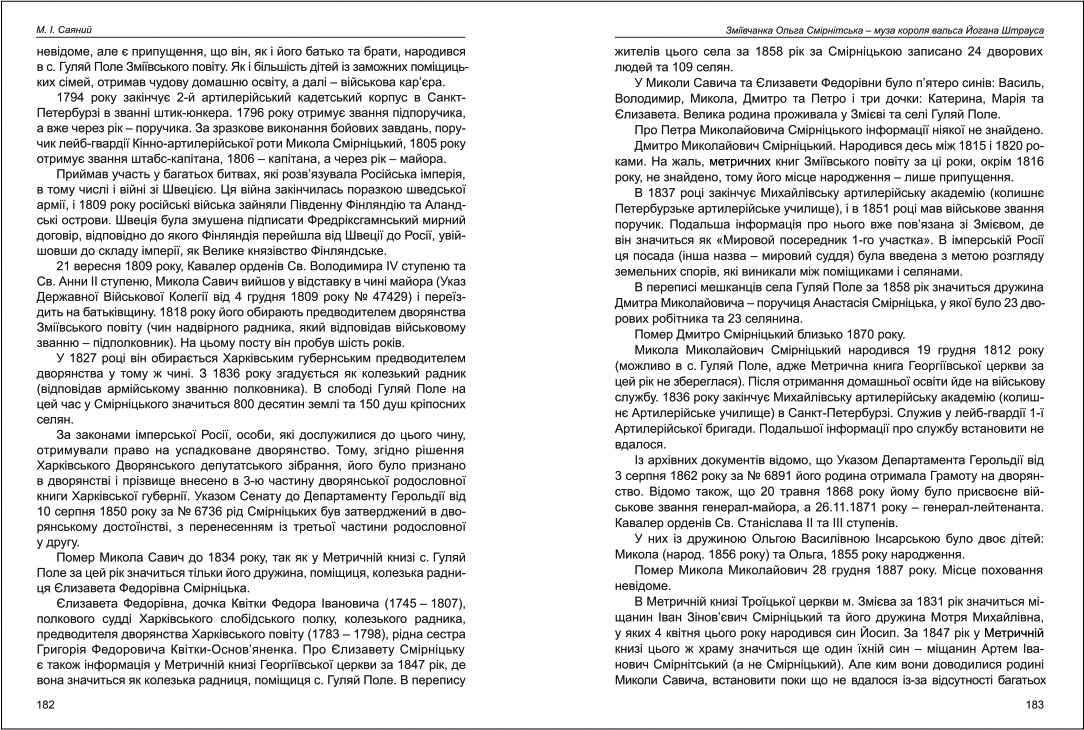 М. І. Саяний
невідоме, але є припущення, що він, як і його батько та брати, народився
в с. Гуляй Поле Зміївського повіту. Як і більшість дітей із заможних поміщиць-
ких сімей, отримав чудову домашню освіту, а далі – військова кар’єра.
1794 року закінчує 2-й артилерійський кадетський корпус в Санкт-
Петербурзі в званні штик-юнкера. 1796 року отримує звання підпоручика,
а вже через рік – поручика. За зразкове виконання бойових завдань, пору-
чик лейб-гвардії Кінно-артилерійської роти Микола Смірніцький, 1805 року
отримує звання штабс-капітана, 1806 – капітана, а через рік – майора.
Приймав участь у багатьох битвах, які розв’язувала Російська імперія,
в тому числі і війні зі Швецією. Ця війна закінчилась поразкою шведської
армії, і 1809 року російські війська зайняли Південну Фінляндію та Аланд-
ські острови. Швеція була змушена підписати Фредріксгамнський мирний
договір, відповідно до якого Фінляндія перейшла від Швеції до Росії, увій-
шовши до складу імперії, як Велике князівство Фінляндське.
21 вересня 1809 року, Кавалер орденів Св. Володимира IV ступеню та
Св. Анни II ступеню, Микола Савич вийшов у відставку в чині майора (Указ
Державної Військової Колегії від 4 грудня 1809 року № 47429) і переїз-
дить на батьківщину. 1818 року його обирають предводителем дворянства
Зміївського повіту (чин надвірного радника, який відповідав військовому
званню – підполковник). На цьому посту він пробув шість років.
У 1827 році він обирається Харківським губернським предводителем
дворянства у тому ж чині. З 1836 року згадується як колезький радник
(відповідав армійському званню полковника). В слободі Гуляй Поле на
цей час у Смірніцького значиться 800 десятин землі та 150 душ кріпосних
селян.
За законами імперської Росії, особи, які дослужилися до цього чину,
отримували право на успадковане дворянство. Тому, згідно рішення
Харківського Дворянського депутатського зібрання, його було признано
в дворянстві і прізвище внесено в 3-ю частину дворянської родословної
книги Харківської губернії. Указом Сенату до Департаменту Герольдії від
10 серпня 1850 року за № 6736 рід Смірніцьких був затверджений в дво-
рянському достоїнстві, з перенесенням із третьої частини родословної
у другу.
Помер Микола Савич до 1834 року, так як у Метричній книзі с. Гуляй
Поле за цей рік значиться тільки його дружина, поміщиця, колезька радни-
ця Єлизавета Федорівна Смірніцька.
Єлизавета Федорівна, дочка Квітки Федора Івановича (1745 – 1807),
полкового судді Харківського слобідського полку, колезького радника,
предводителя дворянства Харківського повіту (1783 – 1798), рідна сестра
Григорія Федоровича Квітки-Основ’яненка. Про Єлизавету Смірніцьку
є також інформація у Метричній книзі Георгіївської церкви за 1847 рік, де
вона значиться як колезька радниця, поміщиця с. Гуляй Поле. В перепису
182
Зміївчанка Ольга Смірнітська – муза короля вальса Йогана Штрауса
жителів цього села за 1858 рік за Смірніцькою записано 24 дворових
людей та 109 селян.
У Миколи Савича та Єлизавети Федорівни було п’ятеро синів: Василь,
Володимир, Микола, Дмитро та Петро і три дочки: Катерина, Марія та
Єлизавета. Велика родина проживала у Змієві та селі Гуляй Поле.
Про Петра Миколайовича Смірніцького інформації ніякої не знайдено.
Дмитро Миколайович Смірніцький. Народився десь між 1815 і 1820 ро-
ками. На жаль, метричних книг Зміївського повіту за ці роки, окрім 1816
року, не знайдено, тому його місце народження – лише припущення.
В 1837 році закінчує Михайлівську артилерійську академію (колишнє
Петербурзьке артилерійське училище), і в 1851 році мав військове звання
поручик. Подальша інформація про нього вже пов’язана зі Змієвом, де
він значиться як «Мировой посередник 1-го участка». В імперській Росії
ця посада (інша назва – мировий суддя) була введена з метою розгляду
земельних спорів, які виникали між поміщиками і селянами.
В переписі мешканців села Гуляй Поле за 1858 рік значиться дружина
Дмитра Миколайовича – поручиця Анастасія Смірніцька, у якої було 23 дво-
рових робітника та 23 селянина.
Помер Дмитро Смірніцький близько 1870 року.
Микола Миколайович Смірніцький народився 19 грудня 1812 року
(можливо в с. Гуляй Поле, адже Метрична книга Георгіївської церкви за
цей рік не збереглася). Після отримання домашньої освіти йде на військову
службу. 1836 року закінчує Михайлівську артилерійську академію (колиш-
нє Артилерійське училище) в Санкт-Петербурзі. Служив у лейб-гвардії 1-ї
Артилерійської бригади. Подальшої інформації про службу встановити не
вдалося.
Із архівних документів відомо, що Указом Департамента Герольдії від
3 серпня 1862 року за № 6891 його родина отримала Грамоту на дворян-
ство. Відомо також, що 20 травня 1868 року йому було присвоєне вій-
ськове звання генерал-майора, а 26.11.1871 року – генерал-лейтенанта.
Кавалер орденів Св. Станіслава II та III ступенів.
У них із дружиною Ольгою Василівною Інсарською було двоє дітей:
Микола (народ. 1856 року) та Ольга, 1855 року народження.
Помер Микола Миколайович 28 грудня 1887 року. Місце поховання
невідоме.
В Метричній книзі Троїцької церкви м. Змієва за 1831 рік значиться мі-
щанин Іван Зінов’євич Смірніцький та його дружина Мотря Михайлівна,
у яких 4 квітня цього року народився син Йосип. За 1847 рік у Метричній
книзі цього ж храму значиться ще один їхній син – міщанин Артем Іва-
нович Смірнітський (а не Смірніцький). Але ким вони доводилися родині
Миколи Савича, встановити поки що не вдалося із-за відсутності багатьох
183